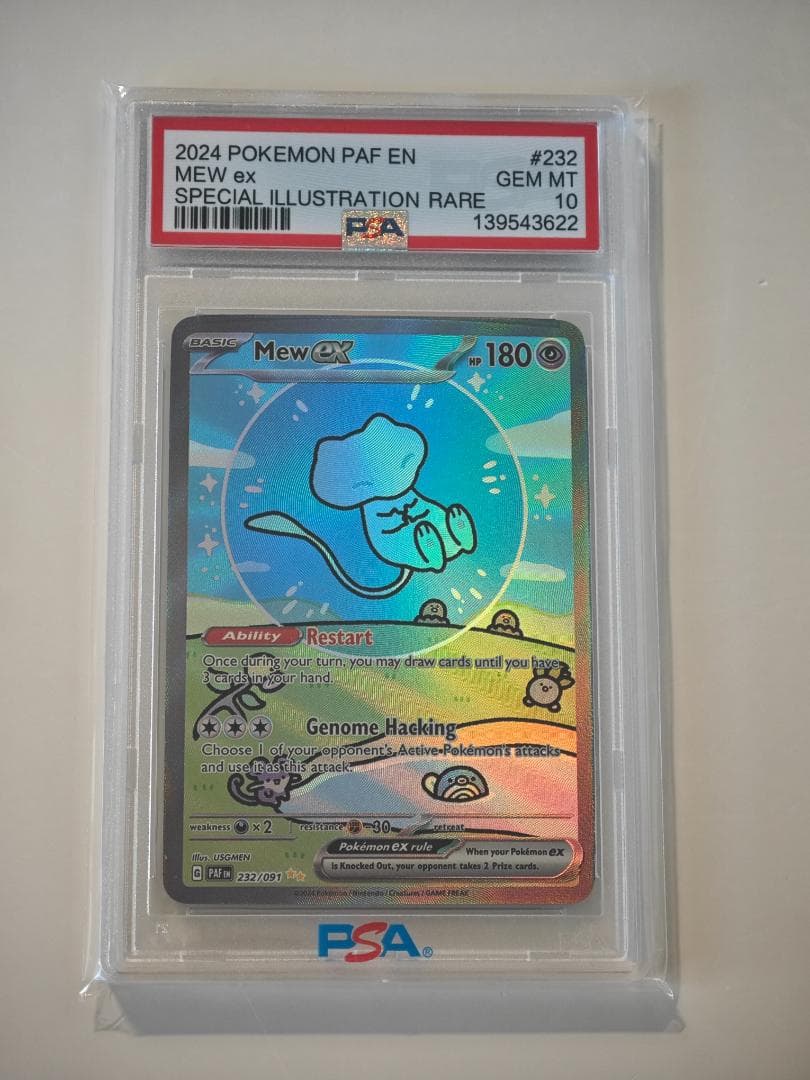 2024 POKEMON PAF EN #232
MEW ex GEM MT
SPECIAL ILLUSTRATION RARE 10
PSA 139543622
BASIC Mew ex HP 180
Ability Restart
Once during your turn, you may draw cards until you have
3 cards in your hand.
Genome Hacking
Choose 1 of your opponent's Active Pokémon's attacks
and use it as this attack.
weakness ×2 resistance -30 retreat
Pokémon ex rule When your Pokémon ex
is Knocked Out, your opponent takes 2 Prize cards.
Illus. USGMEN
G PAF EN 232/091
©2024 Pokémon / Nintendo / Creatures / GAME FREAK
PSA®